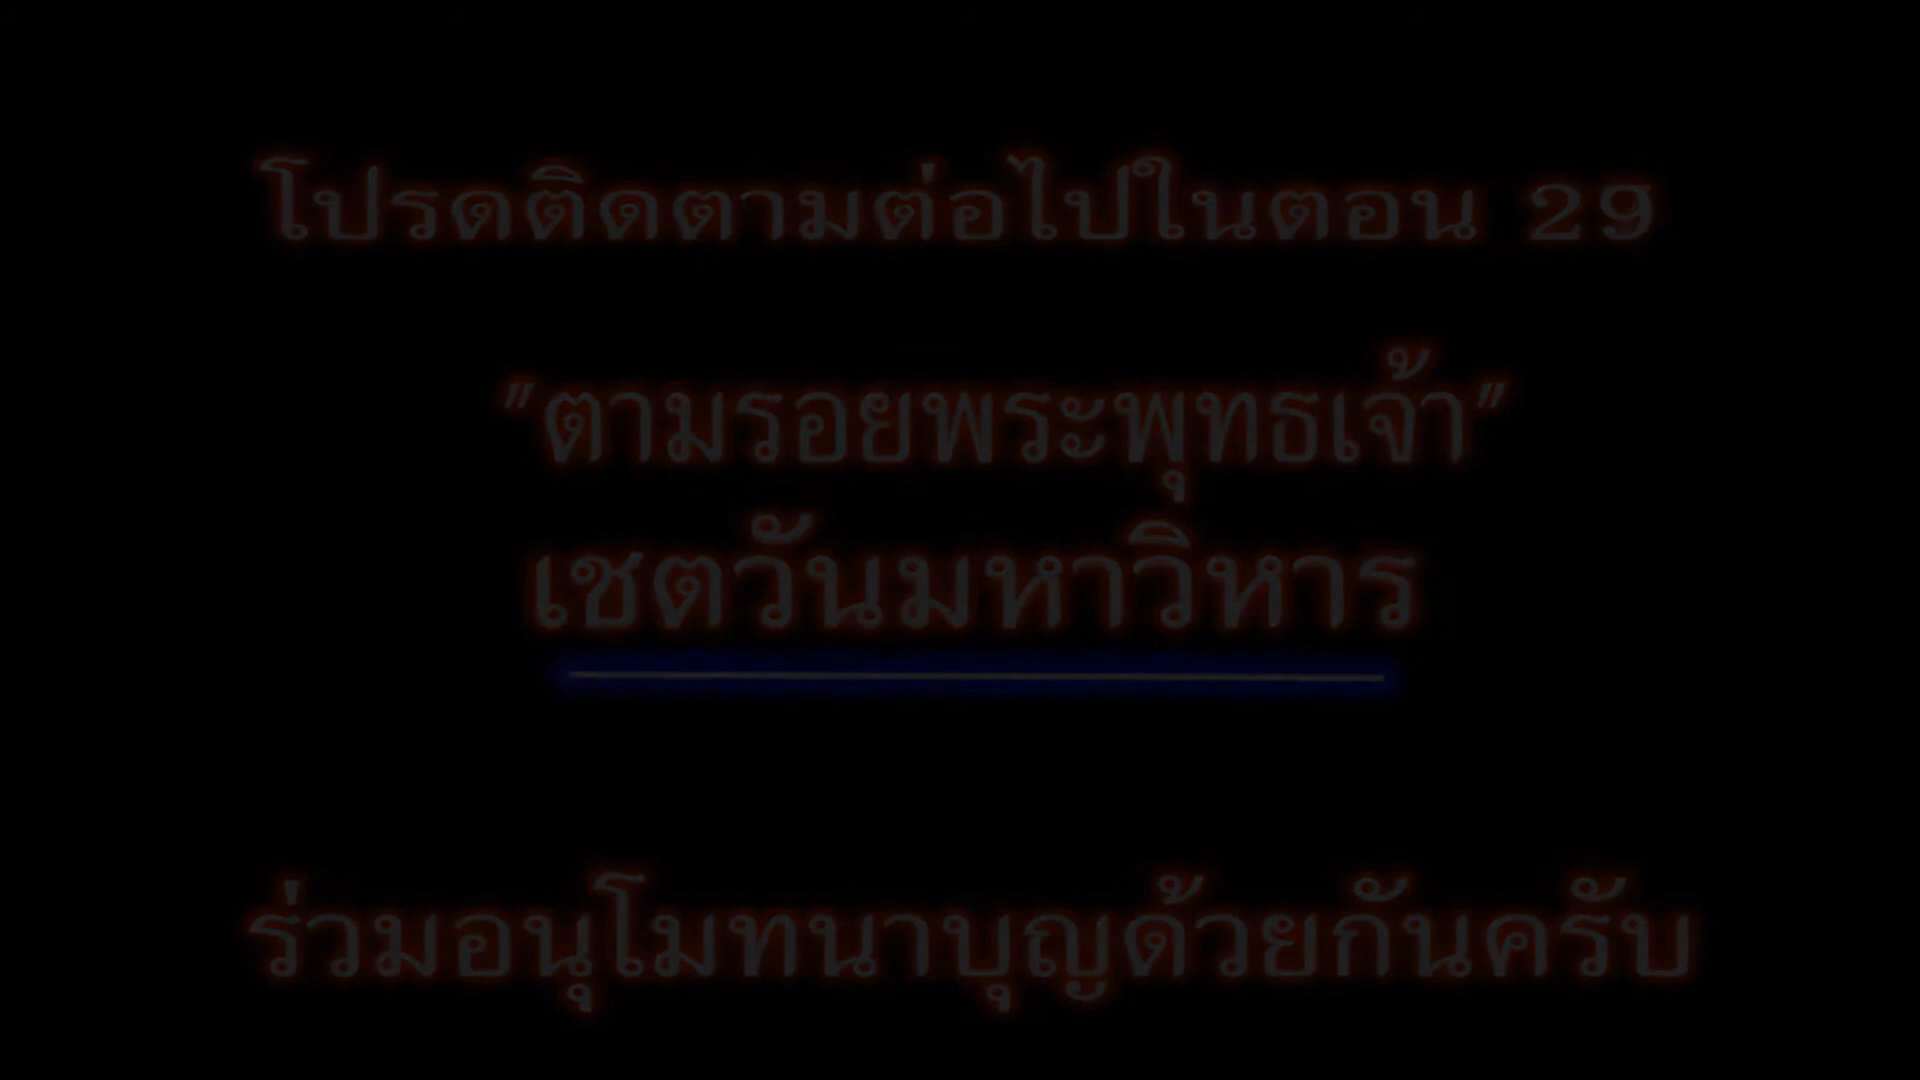 โปรดติดตามต่อไปในตอน 29
"ตามรอยพระพุทธเจ้า"
เชตวันมหาวิหาร
ร่วมอนุโมทนาบุญด้วยกันครับ